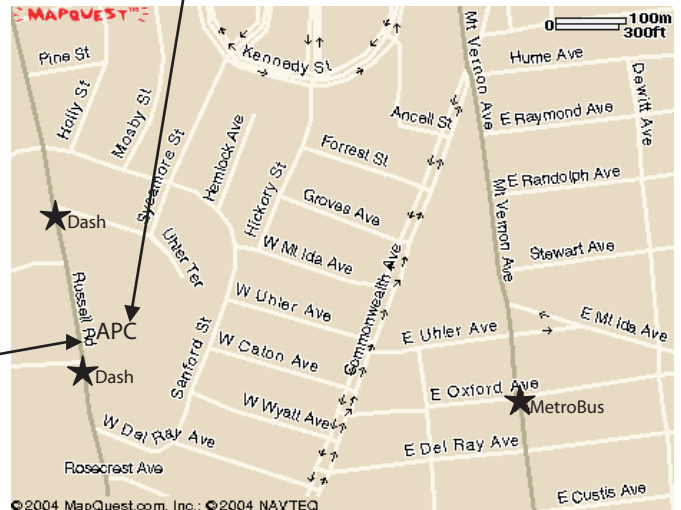 MAPQUEST™
0 100m
300ft
Pine St
Kennedy St
Mt Vernon Ave
Hume Ave
Dewitt Ave
Holly St
Mosby St
Ancell St
E Raymond Ave
Sycamore St
Hemlock Ave
Forrest St
Hickory St
Groves Ave
E Randolph Ave
Mt Vernon Ave
Dash
Uhler Ter
W Mt Ida Ave
Stewart Ave
Commonwealth Ave
Russell Rd
W Uhler Ave
APC
E Uhler Ave
E Mt Ida Ave
Sanford St
W Caton Ave
Dash
E Oxford Ave
MetroBus
W Wyatt Ave
W Del Ray Ave
E Del Ray Ave
Rosecrest Ave
E Custis Ave
©2004 MapQuest.com, Inc.; ©2004 NAVTEQ